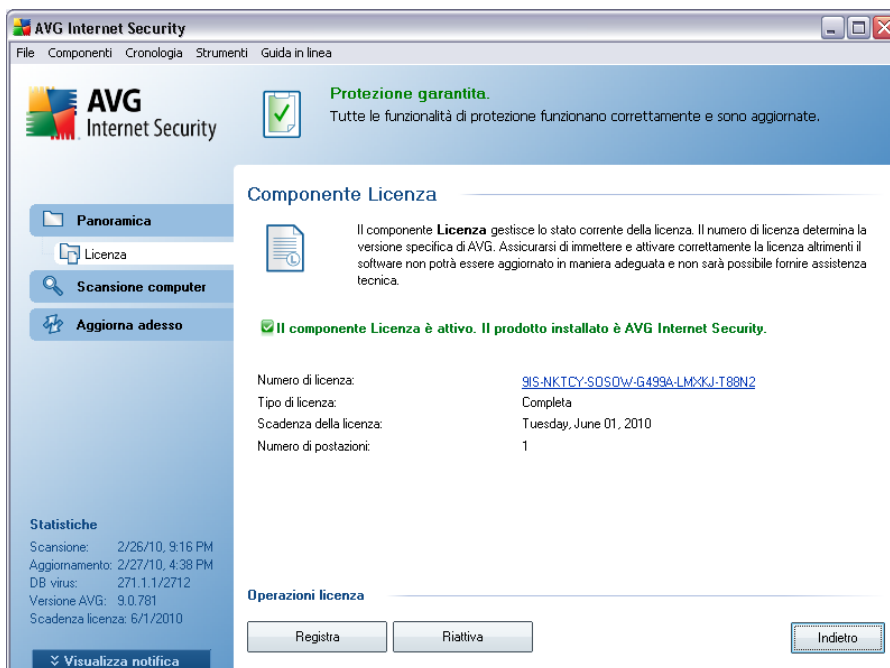 AVG Internet Security
File Componenti Cronologia Strumenti Guida in linea
AVG
Internet Security
Protezione garantita.
Tutte le funzionalità di protezione funzionano correttamente e sono aggiornate.
Panoramica
Licenza
Scansione computer
Aggiorna adesso
Componente Licenza
Il componente Licenza gestisce lo stato corrente della licenza. Il numero di licenza determina la
versione specifica di AVG. Assicurarsi di immettere e attivare correttamente la licenza altrimenti il
software non potrà essere aggiornato in maniera adeguata e non sarà possibile fornire assistenza
tecnica.
Il componente Licenza è attivo. Il prodotto installato è AVG Internet Security.
Numero di licenza: 9IS-NKTCY-SOSOW-G499A-LMXKJ-T88N2
Tipo di licenza: Completa
Scadenza della licenza: Tuesday, June 01, 2010
Numero di postazioni: 1
Statistiche
Scansione: 2/26/10, 9:16 PM
Aggiornamento: 2/27/10, 4:38 PM
DB virus: 271.1.1/2712
Versione AVG: 9.0.781
Scadenza licenza: 6/1/2010
Visualizza notifica
Operazioni licenza
Registra Riattiva Indietro